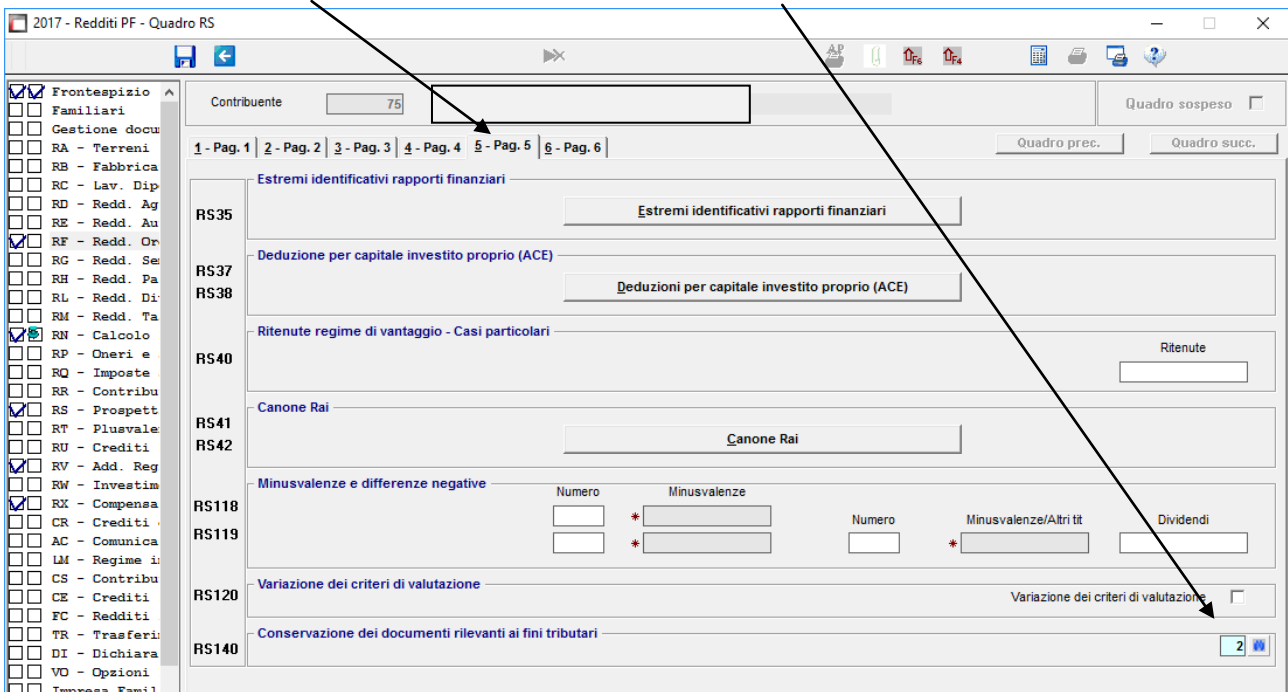 2017 - Redditi PF - Quadro RS
A.P
F6
F4
Frontespizio
Familiari
Gestione docu
RA - Terreni
RB - Fabbrica
RC - Lav. Dip
RD - Redd. Ag
RE - Redd. Au
RF - Redd. Or
RG - Redd. Se
RH - Redd. Pa
RL - Redd. Di
RM - Redd. Ta
RN - Calcolo
RP - Oneri e
RQ - Imposte
RR - Contribu
RS - Prospett
RT - Plusvale
RU - Crediti
RV - Add. Reg
RW - Investim
RX - Compensa
CR - Crediti
AC - Comunica
LM - Regime i
CS - Contribu
CE - Crediti
FC - Redditi
TR - Trasferi
DI - Dichiara
VO - Opzioni
Impresa Famil
Contribuente 75
Quadro sospeso
1 - Pag. 1 2 - Pag. 2 3 - Pag. 3 4 - Pag. 4 5 - Pag. 5 6 - Pag. 6
Quadro prec. Quadro succ.
Estremi identificativi rapporti finanziari
RS35 Estremi identificativi rapporti finanziari
Deduzione per capitale investito proprio (ACE)
RS37
RS38 Deduzioni per capitale investito proprio (ACE)
Ritenute regime di vantaggio - Casi particolari
Ritenute
RS40
Canone Rai
RS41
RS42 Canone Rai
Minusvalenze e differenze negative
Numero Minusvalenze
RS118 *
Numero Minusvalenze/Altri tit Dividendi
RS119 * *
Variazione dei criteri di valutazione
RS120 Variazione dei criteri di valutazione
Conservazione dei documenti rilevanti ai fini tributari
RS140 2